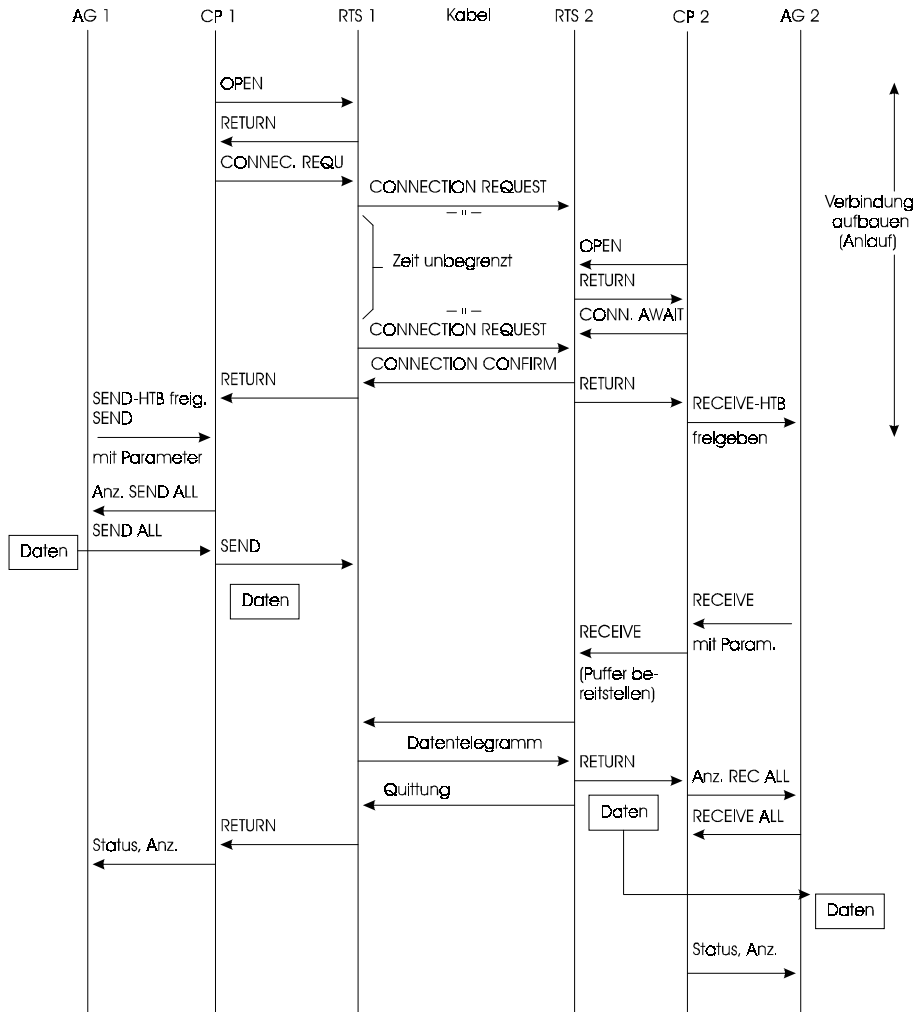 AG 1 CP 1 RTS 1 Kabel RTS 2 CP 2 AG 2
OPEN
RETURN
CONNEC. REQU
CONNECTION REQUEST
— " —
Verbindung
aufbauen
(Anlauf)
Zeit unbegrenzt
OPEN
RETURN
— " —
CONN. AWAIT
CONNECTION REQUEST
CONNECTION CONFIRM
RETURN
RETURN
SEND-HTB freig.
SEND
mit Parameter
RECEIVE-HTB
freigeben
Anz. SEND ALL
SEND ALL
Daten
SEND
Daten
RECEIVE
mit Param.
RECEIVE
(Puffer be-
reitstellen)
Datentelegramm
RETURN
Anz. REC ALL
Quittung
Daten
RECEIVE ALL
RETURN
Status, Anz.
Daten
Status, Anz.